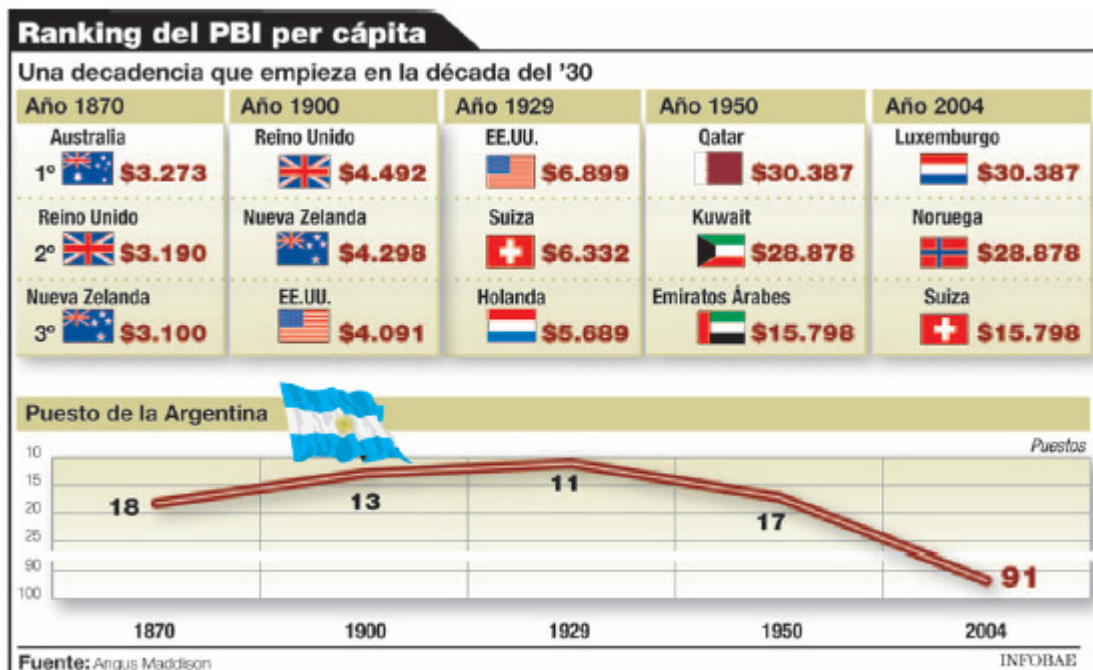 Ranking del PBI per cápita
Una decadencia que empieza en la década del '30
Año 1870
Australia
1º $3.273
Reino Unido
2º $3.190
Nueva Zelanda
3º $3.100
Año 1900
Reino Unido
$4.492
Nueva Zelanda
$4.298
EE.UU.
$4.091
Año 1929
EE.UU.
$6.899
Suiza
$6.332
Holanda
$5.689
Año 1950
Qatar
$30.387
Kuwait
$28.878
Emiratos Árabes
$15.798
Año 2004
Luxemburgo
$30.387
Noruega
$28.878
Suiza
$15.798
Puesto de la Argentina
Puestos
10
15
20
25
90
100
18
13
11
17
91
1870 1900 1929 1950 2004
Fuente: Angus Maddison
INFOBAE